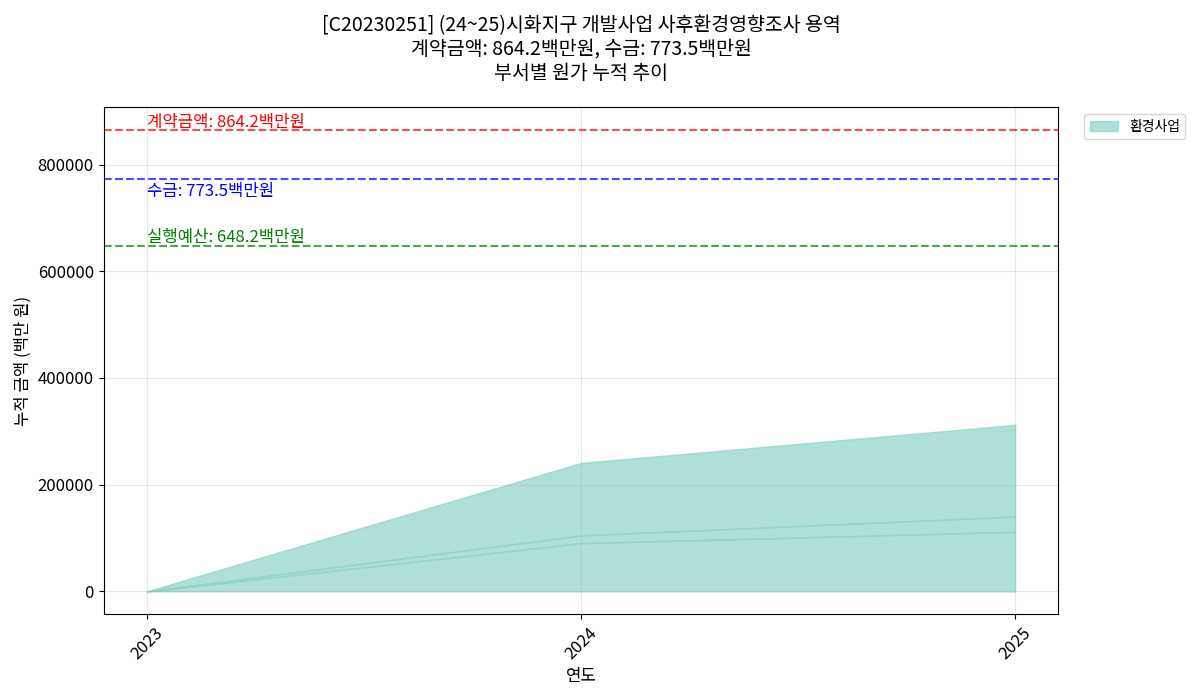 [C20230251] (24~25)시화지구 개발사업 사후환경영향조사 용역
계약금액: 864.2백만원, 수금: 773.5백만원
부서별 원가 누적 추이
계약금액: 864.2백만원
환경사업
800000
수금: 773.5백만원
실행예산: 648.2백만원
600000
누적 금액 (백만 원)
400000
200000
0
2023
2024
2025
연도